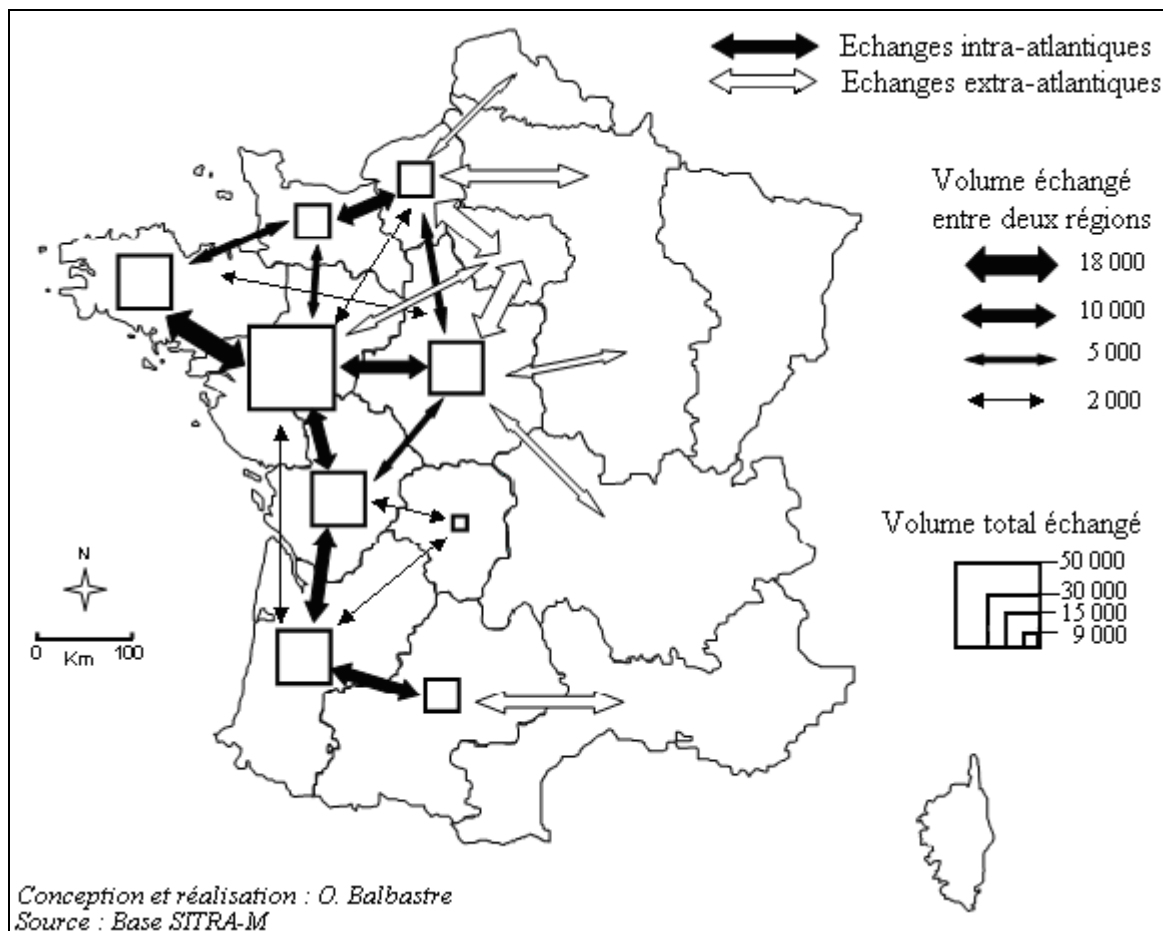 Echanges intra-atlantiques
Echanges extra-atlantiques
Volume échangé
entre deux régions
18 000
10 000
5 000
2 000
Volume total échangé
50 000
30 000
15 000
9 000
N
0 100
Km
Conception et réalisation : O. Balbastre
Source : Base SITRA-M